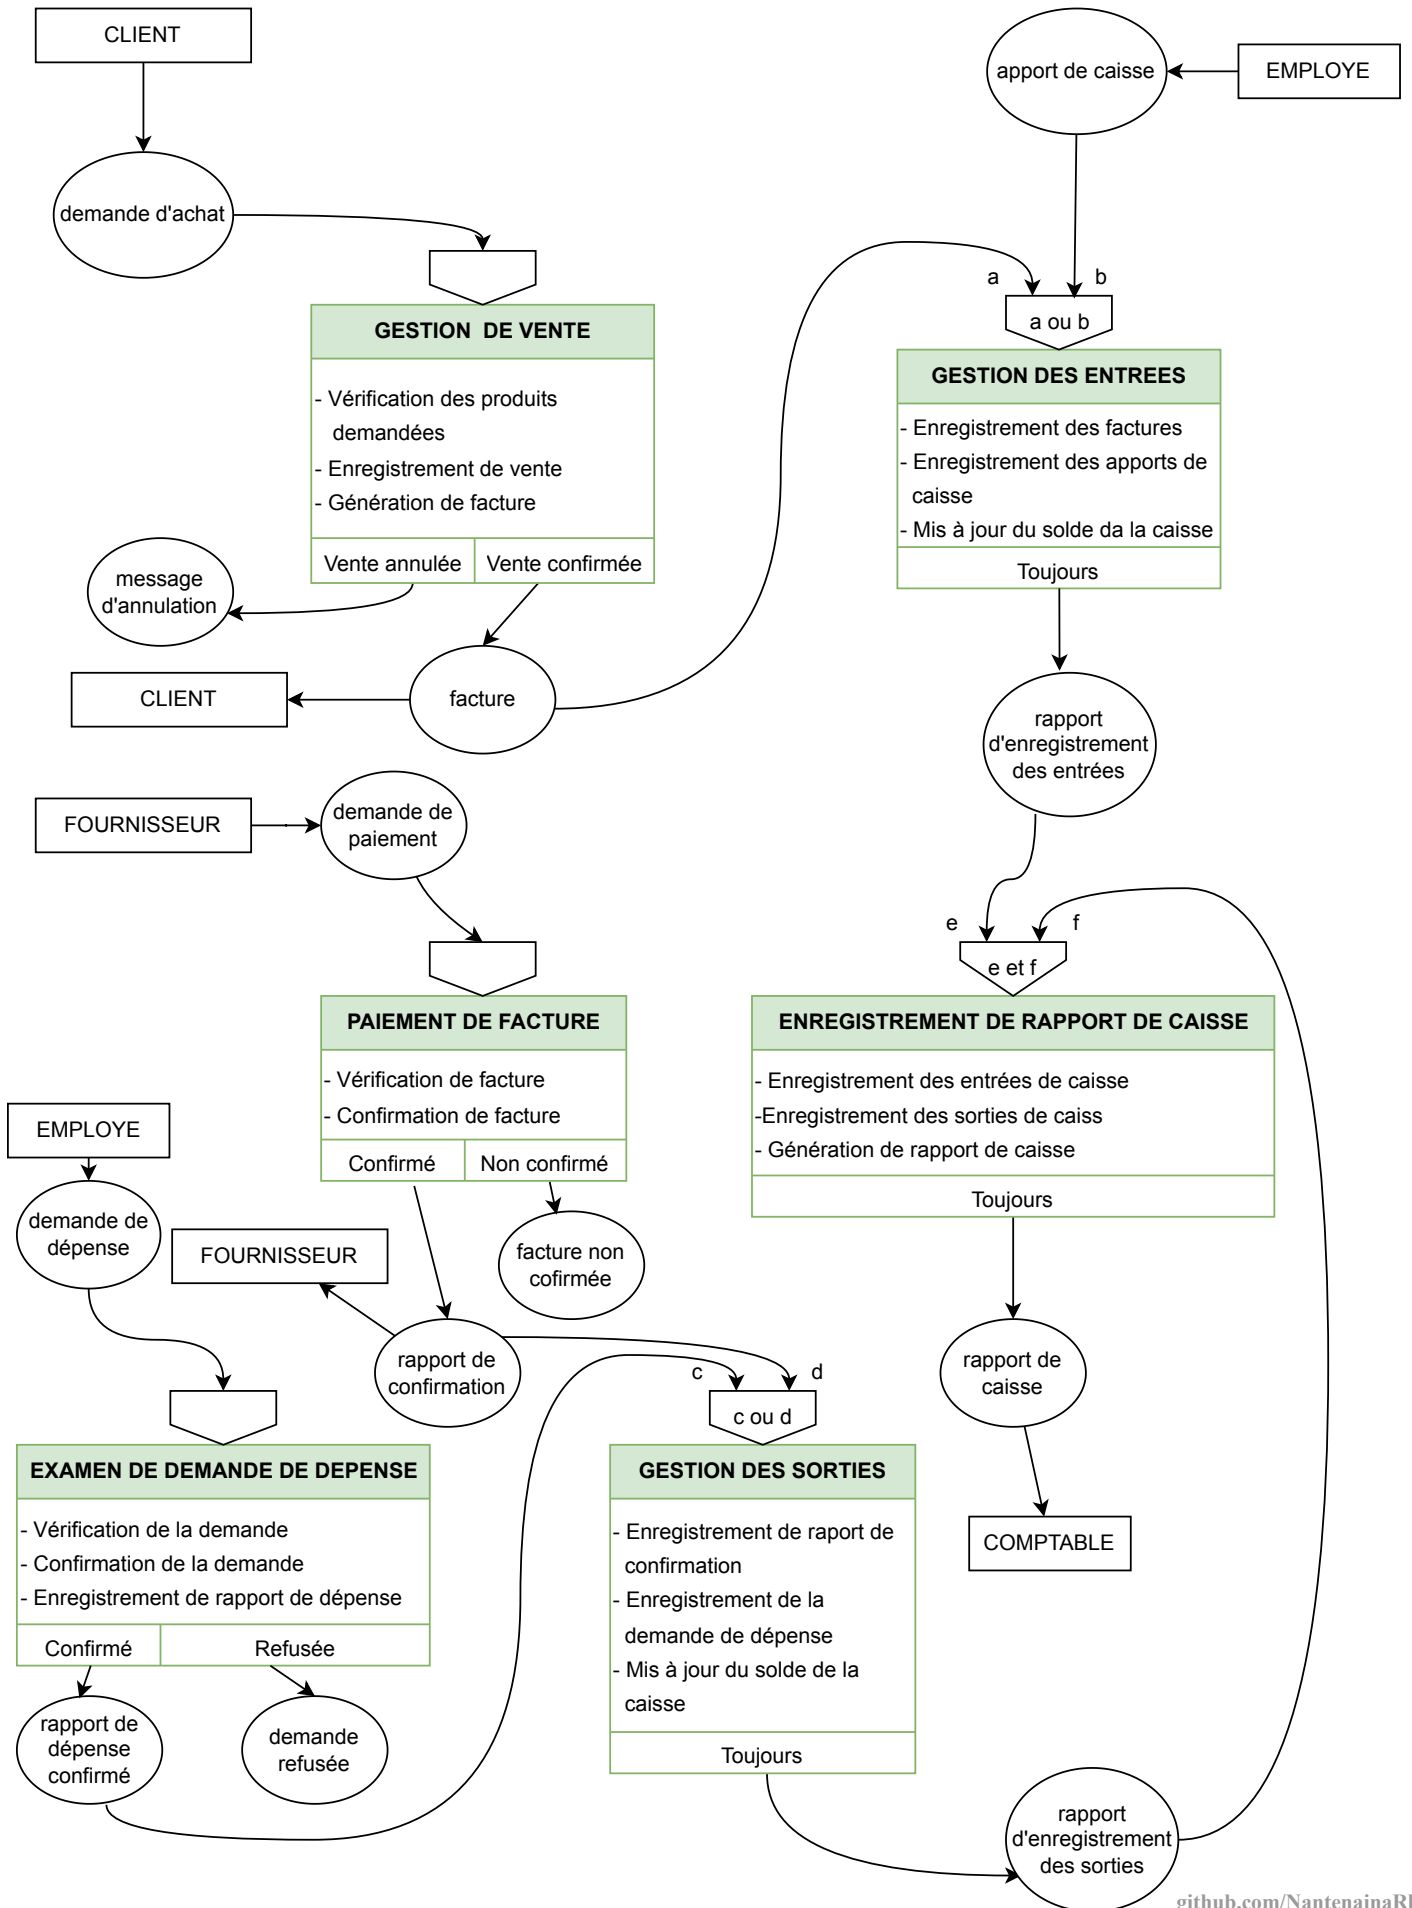 CLIENT
demande d'achat
GESTION  DE VENTE
- Vérification des produits
demandées
- Enregistrement de vente
- Génération de facture
Vente annulée
Vente confirmée
message
d'annulation
facture
CLIENT
apport de caisse
EMPLOYE
a
b
a ou b
GESTION DES ENTREES
- Enregistrement des factures
- Enregistrement des apports de
caisse
- Mis à jour du solde da la caisse
Toujours
rapport
d'enregistrement
des entrées
FOURNISSEUR
demande de
paiement
PAIEMENT DE FACTURE
- Vérification de facture
- Confirmation de facture
Confirmé
Non confirmé
facture non
cofirmée
FOURNISSEUR
rapport de
confirmation
e
f
e et f
ENREGISTREMENT DE RAPPORT DE CAISSE
- Enregistrement des entrées de caisse
-Enregistrement des sorties de caiss
- Génération de rapport de caisse
Toujours
rapport de
caisse
COMPTABLE
EMPLOYE
demande de
dépense
EXAMEN DE DEMANDE DE DEPENSE
- Vérification de la demande
- Confirmation de la demande
- Enregistrement de rapport de dépense
Confirmé
Refusée
rapport de
dépense
confirmé
demande
refusée
c
d
c ou d
GESTION DES SORTIES
- Enregistrement de raport de
confirmation
- Enregistrement de la
demande de dépense
- Mis à jour du solde de la
caisse
Toujours
rapport
d'enregistrement
des sorties